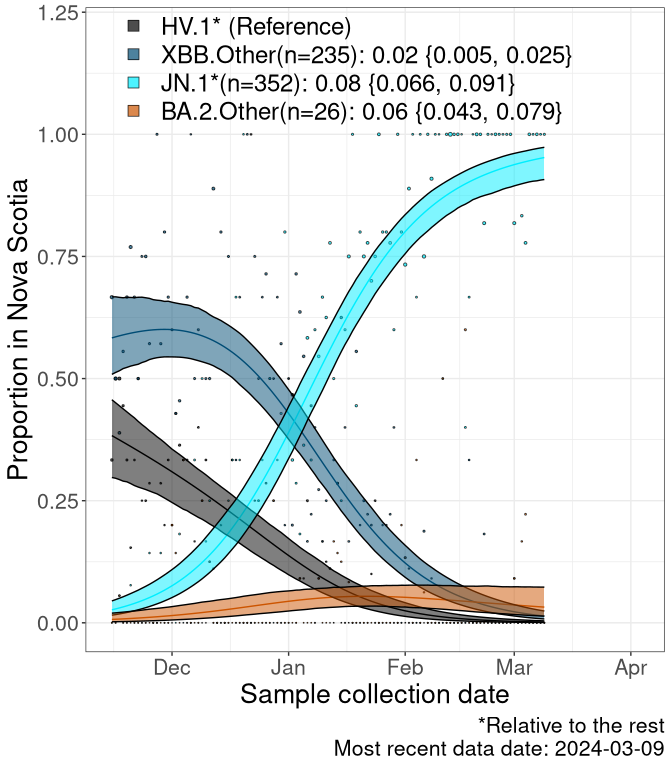 1.25
HV.1* (Reference)
XBB.Other(n=235): 0.02 {0.005, 0.025}
JN.1*(n=352): 0.08 {0.066, 0.091}
BA.2.Other(n=26): 0.06 {0.043, 0.079}
1.00
0.75
0.50
0.25
0.00
Proportion in Nova Scotia
Dec Jan Feb Mar Apr
Sample collection date
*Relative to the rest
Most recent data date: 2024-03-09